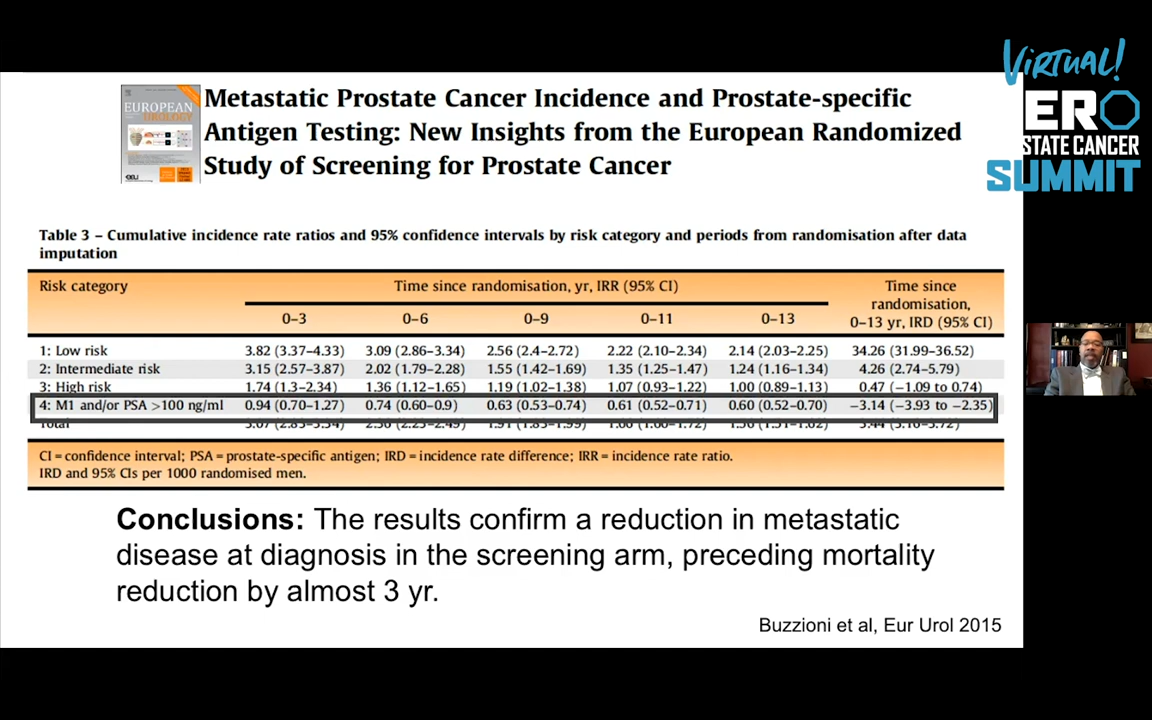 Virtual!
ERO
STATE CANCER
SUMMIT
EUROPEAN
UROLOGY
Metastatic Prostate Cancer Incidence and Prostate-specific
Antigen Testing: New Insights from the European Randomized
Study of Screening for Prostate Cancer
Table 3 – Cumulative incidence rate ratios and 95% confidence intervals by risk category and periods from randomisation after data
imputation
Risk category Time since randomisation, yr, IRR (95% CI) Time since
randomisation,
0–3 0–6 0–9 0–11 0–13 0–13 yr, IRD (95% CI)
1: Low risk 3.82 (3.37–4.33) 3.09 (2.86–3.34) 2.56 (2.4–2.72) 2.22 (2.10–2.34) 2.14 (2.03–2.25) 34.26 (31.99–36.52)
2: Intermediate risk 3.15 (2.57–3.87) 2.02 (1.79–2.28) 1.55 (1.42–1.69) 1.35 (1.25–1.47) 1.24 (1.16–1.34) 4.26 (2.74–5.79)
3: High risk 1.74 (1.3–2.34) 1.36 (1.12–1.65) 1.19 (1.02–1.38) 1.07 (0.93–1.22) 1.00 (0.89–1.13) 0.47 (−1.09 to 0.74)
4: M1 and/or PSA >100 ng/ml 0.94 (0.70–1.27) 0.74 (0.60–0.9) 0.63 (0.53–0.74) 0.61 (0.52–0.71) 0.60 (0.52–0.70) −3.14 (−3.93 to −2.35)
Total
CI = confidence interval; PSA = prostate-specific antigen; IRD = incidence rate difference; IRR = incidence rate ratio.
IRD and 95% CIs per 1000 randomised men.
Conclusions: The results confirm a reduction in metastatic
disease at diagnosis in the screening arm, preceding mortality
reduction by almost 3 yr.
Buzzioni et al, Eur Urol 2015